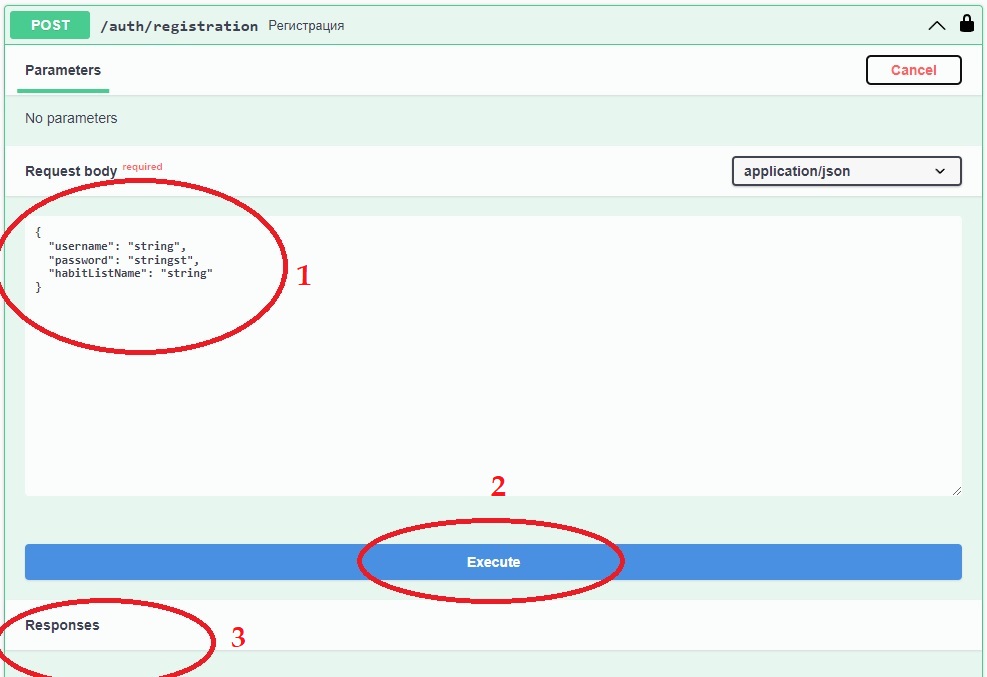 POST /auth/registration Регистрация
Parameters
Cancel
No parameters
Request body required
application/json
{
"username": "string",
"password": "stringst",
"habitListName": "string"
}
1
2
Execute
Responses
3